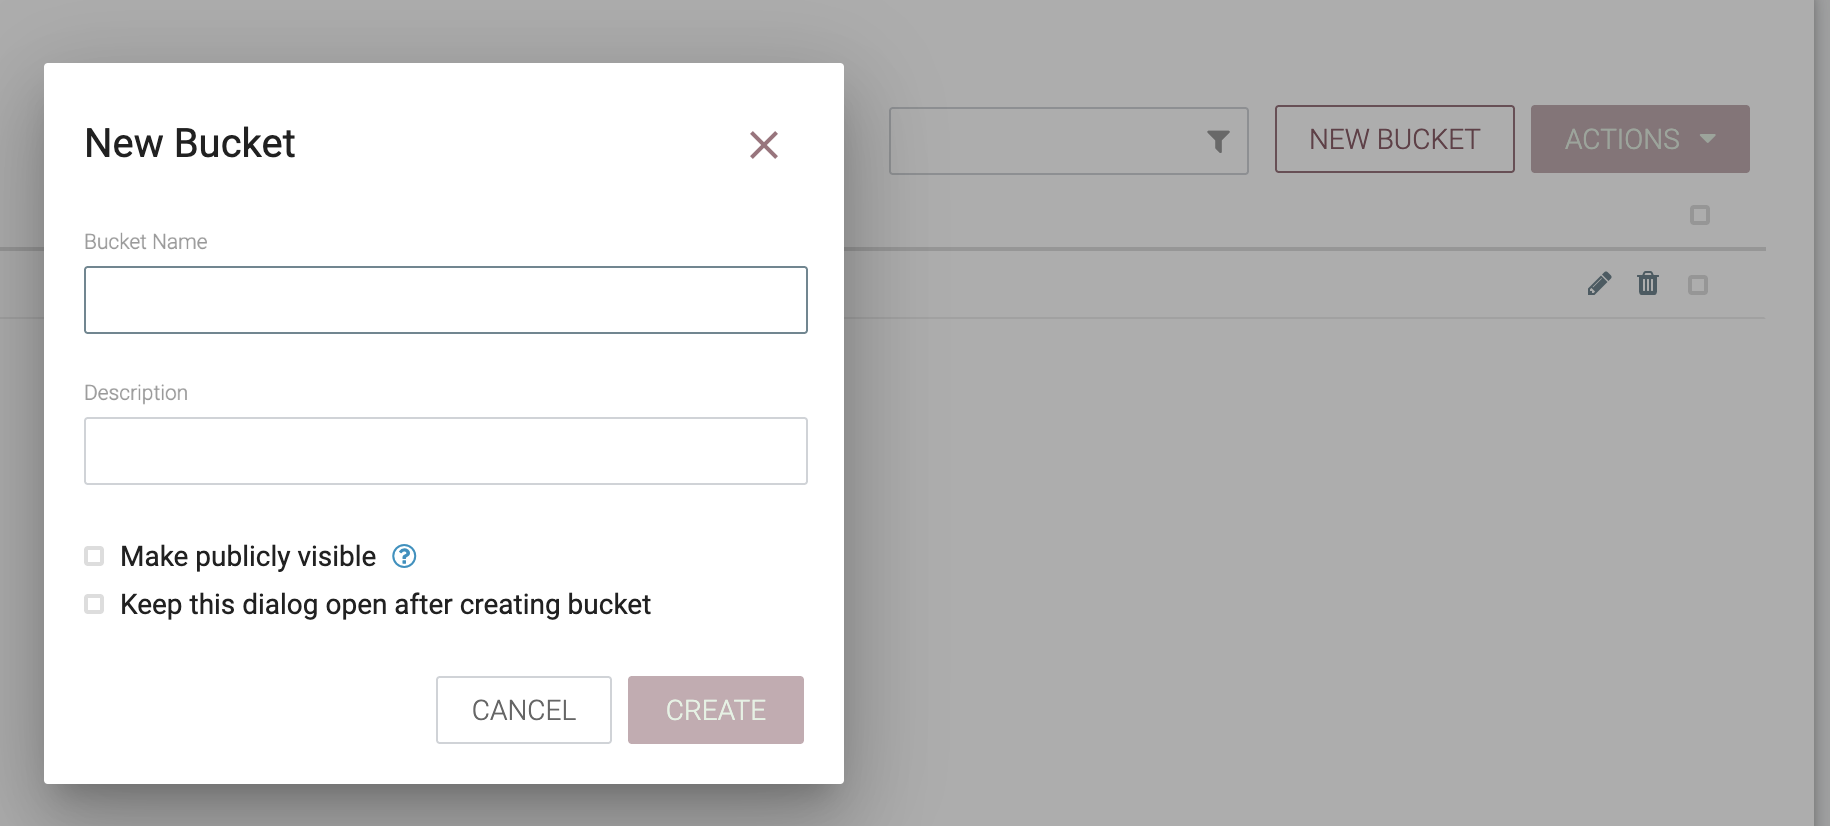 New Bucket
Bucket Name
Description
Make publicly visible ?
Keep this dialog open after creating bucket
CANCEL CREATE
NEW BUCKET ACTIONS